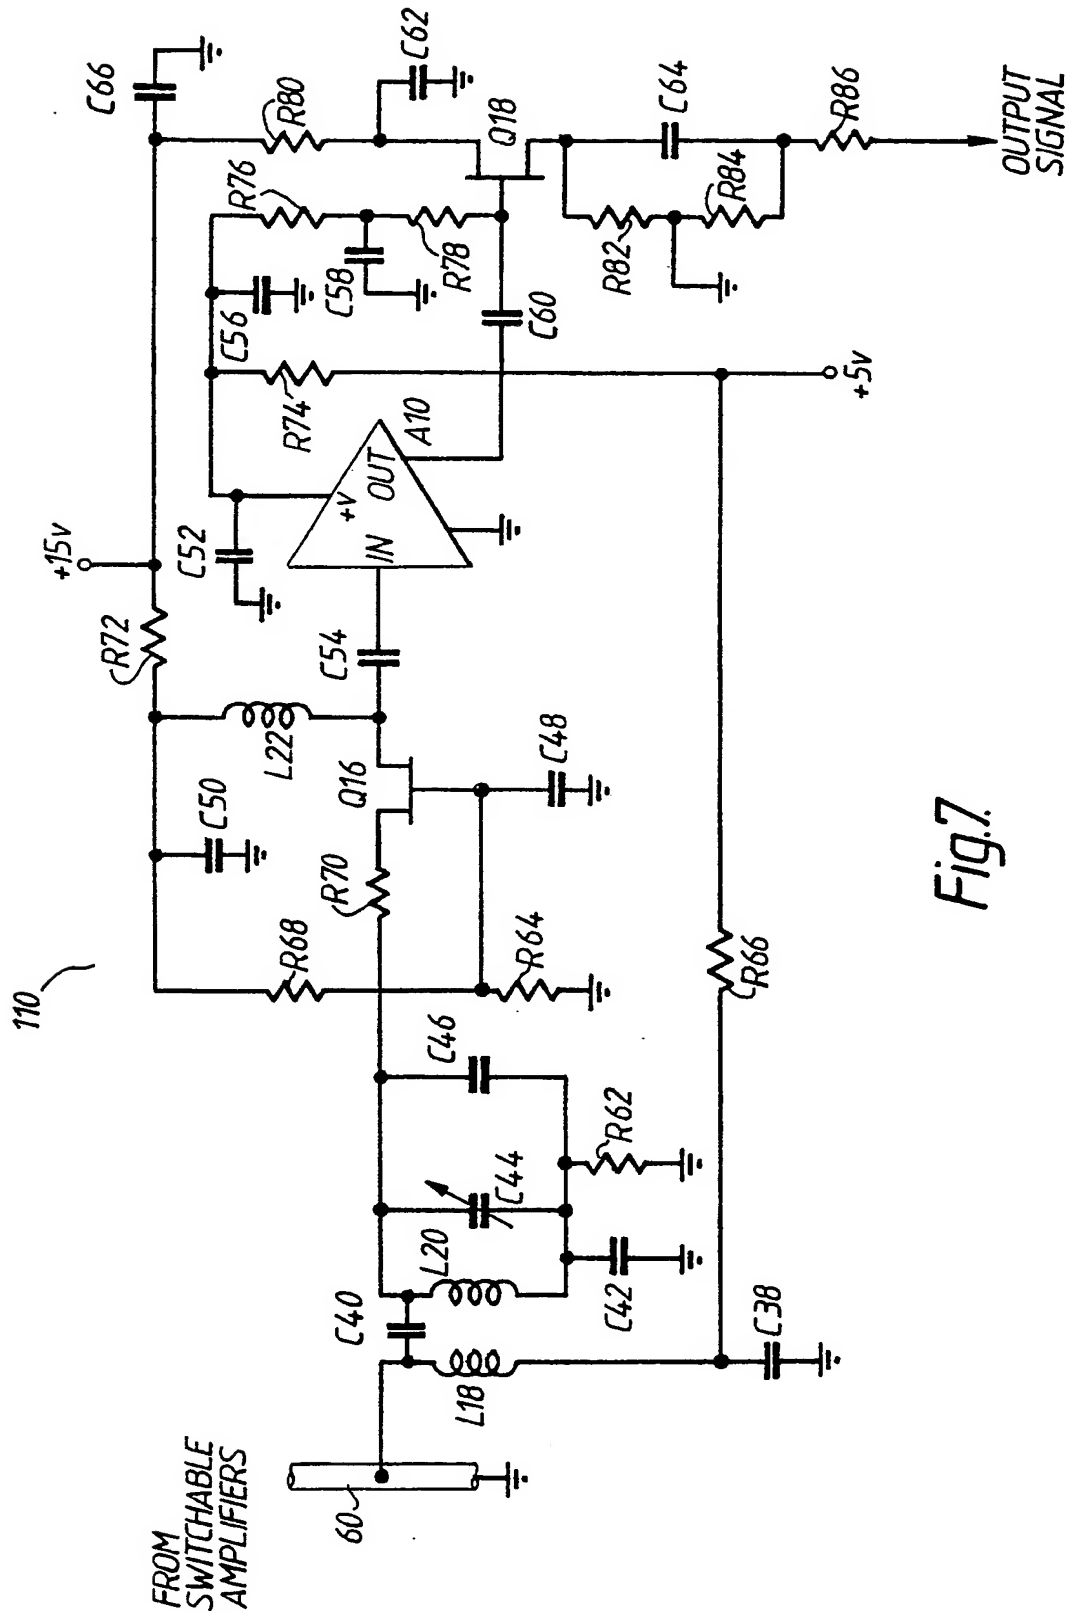 110
FROM
SWITCHABLE
AMPLIFIERS
60
L18
C40
L20
C38
C42
C44
C46
R62
R66
R64
R68
R70
C50
Q16
C48
L22
R72
+15v
C54
C52
IN
+V
OUT
A10
R74
C56
+5v
C58
R76
R78
C60
C66
R80
C62
Q18
R82
R84
C64
R86
OUTPUT
SIGNAL
Fig.7.